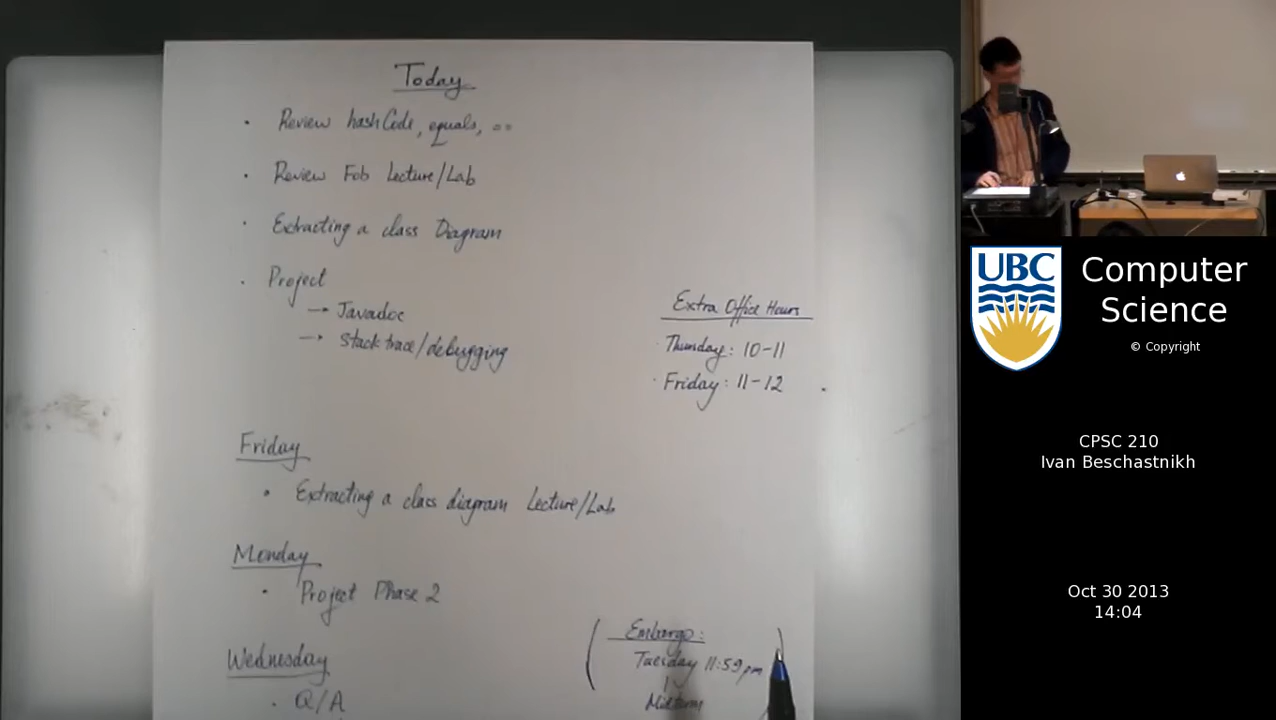 Today
· Review hashCode, equals, ==
· Review Fob Lecture/Lab
· Extracting a class Diagram
· Project
→ Javadoc
→ Stack trace/debugging
Extra Office Hours
· Thursday: 10-11
· Friday: 11-12
Friday
· Extracting a class diagram Lecture/Lab
Monday
· Project Phase 2
Wednesday
· Q/A
Embargo:
Tuesday 11:59pm
Midterm
UBC
Computer
Science
© Copyright
CPSC 210
Ivan Beschastnikh
Oct 30 2013
14:04